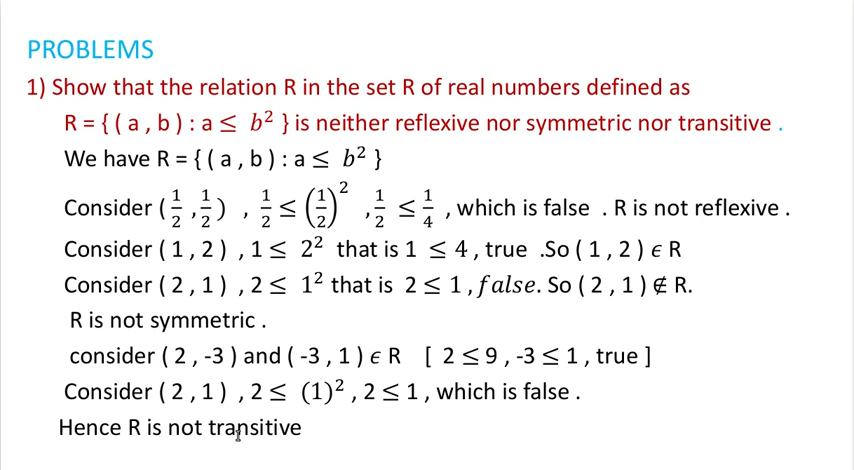 PROBLEMS
1) Show that the relation R in the set R of real numbers defined as
R = { ( a , b ) : a ≤ b² } is neither reflexive nor symmetric nor transitive .
We have R = { ( a , b ) : a ≤ b² }
Consider ( 1/2 , 1/2 ) , 1/2 ≤ (1/2)² , 1/2 ≤ 1/4 , which is false . R is not reflexive .
Consider ( 1 , 2 ) , 1 ≤ 2² that is 1 ≤ 4 , true .So ( 1 , 2 ) ϵ R
Consider ( 2 , 1 ) , 2 ≤ 1² that is 2 ≤ 1 , false. So ( 2 , 1 ) ∉ R.
R is not symmetric .
consider ( 2 , -3 ) and ( -3 , 1 ) ϵ R [ 2 ≤ 9 , -3 ≤ 1 , true ]
Consider ( 2 , 1 ) , 2 ≤ (1)² , 2 ≤ 1 , which is false .
Hence R is not transitive